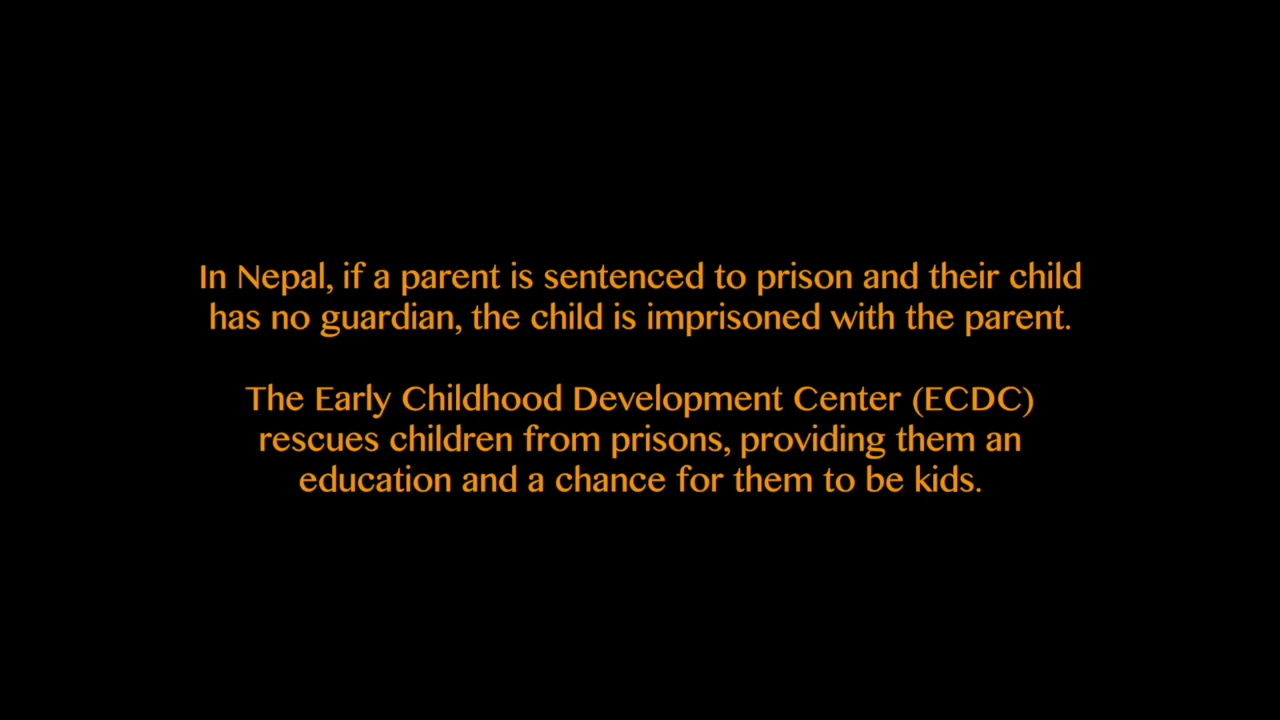 In Nepal, if a parent is sentenced to prison and their child
has no guardian, the child is imprisoned with the parent.
The Early Childhood Development Center (ECDC)
rescues children from prisons, providing them an
education and a chance for them to be kids.